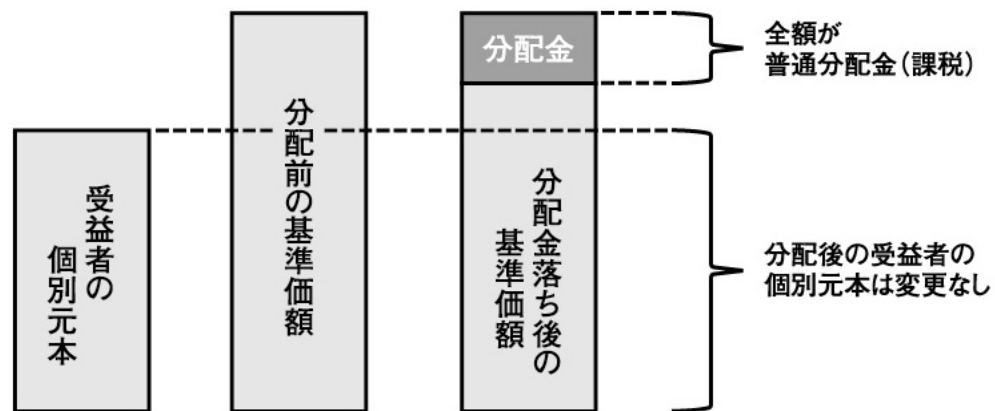 受益者の
個別元本
分配前の基準価額
分配金
分配金落ち後の
基準価額
全額が
普通分配金(課税)
分配後の受益者の
個別元本は変更なし